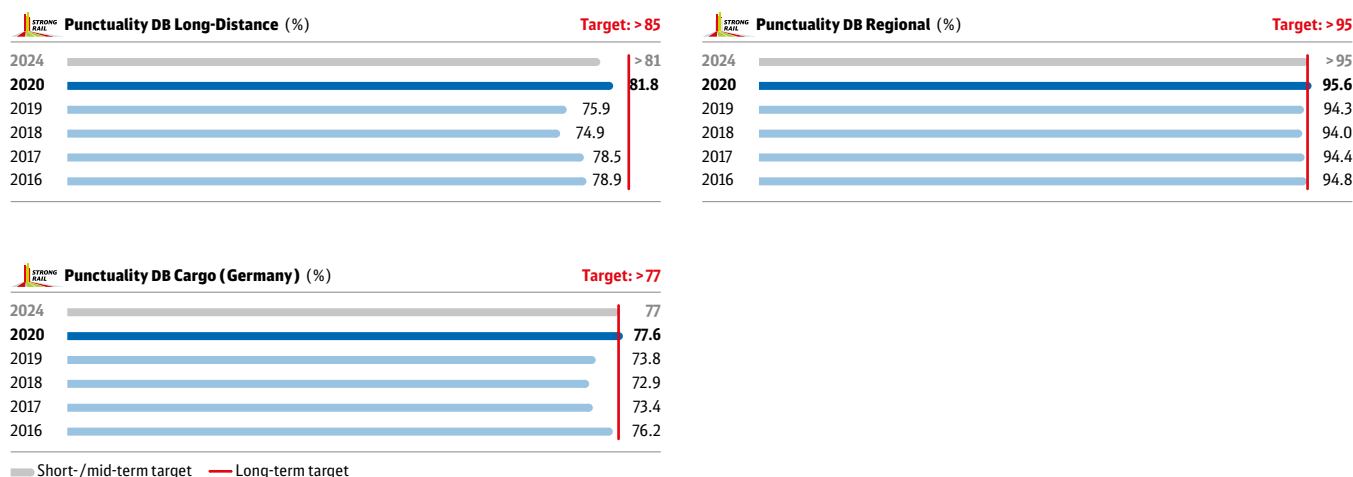 STRONG RAIL Punctuality DB Long-Distance (%) Target: > 85
2024 > 81
2020 81.8
2019 75.9
2018 74.9
2017 78.5
2016 78.9
STRONG RAIL Punctuality DB Regional (%) Target: > 95
2024 > 95
2020 95.6
2019 94.3
2018 94.0
2017 94.4
2016 94.8
STRONG RAIL Punctuality DB Cargo (Germany) (%) Target: > 77
2024 77
2020 77.6
2019 73.8
2018 72.9
2017 73.4
2016 76.2
Short-/mid-term target Long-term target